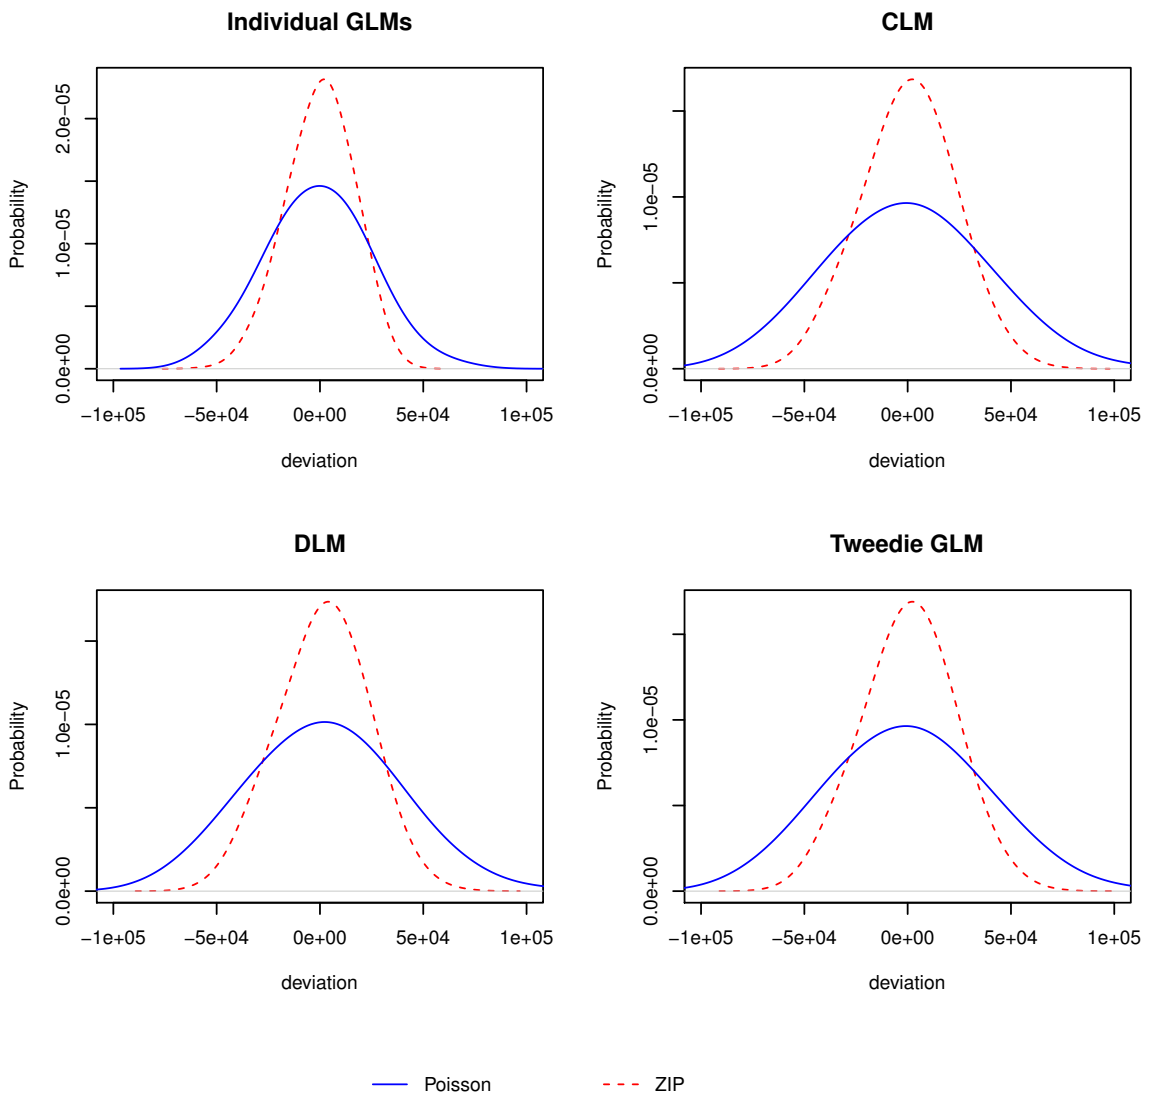 Individual GLMs
CLM
Probability
0.0e+00 1.0e−05 2.0e−05
−1e+05 −5e+04 0e+00 5e+04 1e+05
deviation
Probability
0.0e+00 1.0e−05
−1e+05 −5e+04 0e+00 5e+04 1e+05
deviation
DLM
Tweedie GLM
Probability
0.0e+00 1.0e−05
−1e+05 −5e+04 0e+00 5e+04 1e+05
deviation
Probability
0.0e+00 1.0e−05
−1e+05 −5e+04 0e+00 5e+04 1e+05
deviation
Poisson ZIP